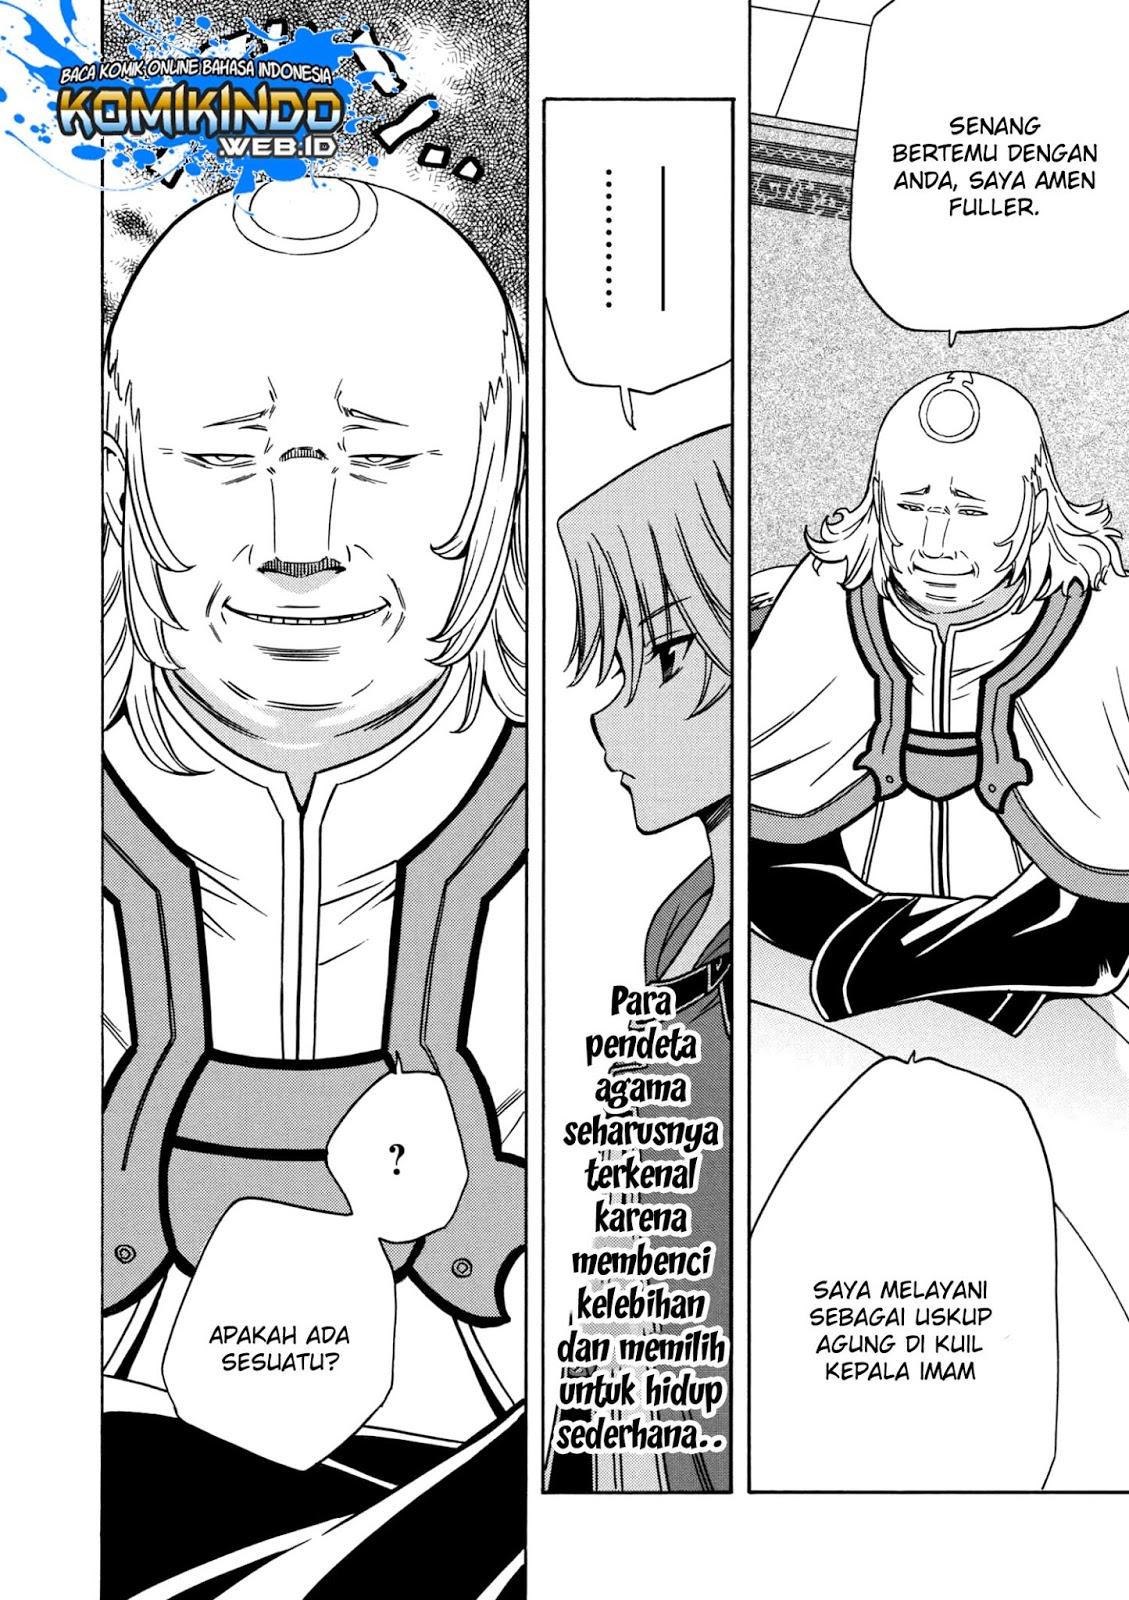 BACA KOMIK ONLINE BAHASA INDONESIA
KOMIKINDO
.WEB.ID
SENANG
BERTEMU DENGAN
ANDA, SAYA AMEN
FULLER.
SAYA MELAYANI
SEBAGAI USKUP
AGUNG DI KUIL
KEPALA IMAM
Para
pendeta
agama
seharusnya
terkenal
karena
membenci
kelebihan
dan memilih
untuk hidup
sederhana..
?
APAKAH ADA
SESUATU?